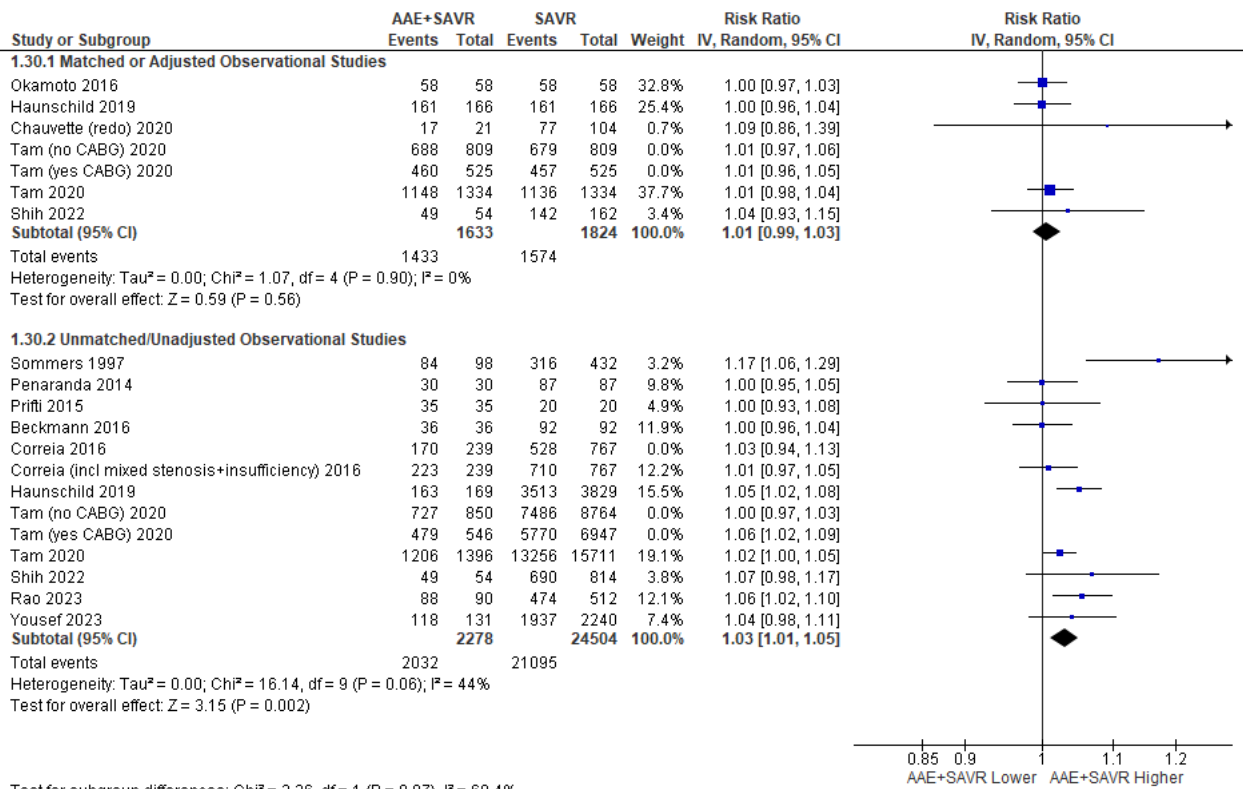 AAE+SAVR SAVR Risk Ratio Risk Ratio
Study or Subgroup Events Total Events Total Weight IV, Random, 95% CI IV, Random, 95% CI
1.30.1 Matched or Adjusted Observational Studies
Okamoto 2016 58 58 58 58 32.8% 1.00 [0.97, 1.03]
Haunschild 2019 161 166 161 166 25.4% 1.00 [0.96, 1.04]
Chauvette (redo) 2020 17 21 77 104 0.7% 1.09 [0.86, 1.39]
Tam (no CABG) 2020 688 809 679 809 0.0% 1.01 [0.97, 1.06]
Tam (yes CABG) 2020 460 525 457 525 0.0% 1.01 [0.96, 1.05]
Tam 2020 1148 1334 1136 1334 37.7% 1.01 [0.98, 1.04]
Shih 2022 49 54 142 162 3.4% 1.04 [0.93, 1.15]
Subtotal (95% CI) 1633 1824 100.0% 1.01 [0.99, 1.03]
Total events 1433 1574
Heterogeneity: Tau² = 0.00; Chi² = 1.07, df = 4 (P = 0.90); I² = 0%
Test for overall effect: Z = 0.59 (P = 0.56)
1.30.2 Unmatched/Unadjusted Observational Studies
Sommers 1997 84 98 316 432 3.2% 1.17 [1.06, 1.29]
Penaranda 2014 30 30 87 87 9.8% 1.00 [0.95, 1.05]
Prifti 2015 35 35 20 20 4.9% 1.00 [0.93, 1.08]
Beckmann 2016 36 36 92 92 11.9% 1.00 [0.96, 1.04]
Correia 2016 170 239 528 767 0.0% 1.03 [0.94, 1.13]
Correia (incl mixed stenosis+insufficiency) 2016 223 239 710 767 12.2% 1.01 [0.97, 1.05]
Haunschild 2019 163 169 3513 3829 15.5% 1.05 [1.02, 1.08]
Tam (no CABG) 2020 727 850 7486 8764 0.0% 1.00 [0.97, 1.03]
Tam (yes CABG) 2020 479 546 5770 6947 0.0% 1.06 [1.02, 1.09]
Tam 2020 1206 1396 13256 15711 19.1% 1.02 [1.00, 1.05]
Shih 2022 49 54 690 814 3.8% 1.07 [0.98, 1.17]
Rao 2023 88 90 474 512 12.1% 1.06 [1.02, 1.10]
Yousef 2023 118 131 1937 2240 7.4% 1.04 [0.98, 1.11]
Subtotal (95% CI) 2278 24504 100.0% 1.03 [1.01, 1.05]
Total events 2032 21095
Heterogeneity: Tau² = 0.00; Chi² = 16.14, df = 9 (P = 0.06); I² = 44%
Test for overall effect: Z = 3.15 (P = 0.002)
0.85 0.9 1 1.1 1.2
AAE+SAVR Lower AAE+SAVR Higher